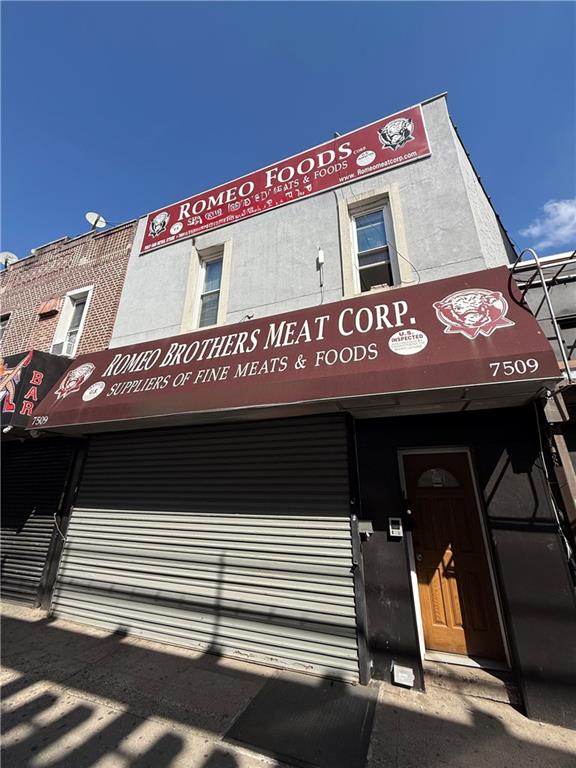 ROMEO FOODS CORP.
MEATS & FOODS
www.Romeomeatcorp.com
ROMEO BROTHERS MEAT CORP.
SUPPLIERS OF FINE MEATS & FOODS
U.S.
INSPECTED
7509
7509
BAR